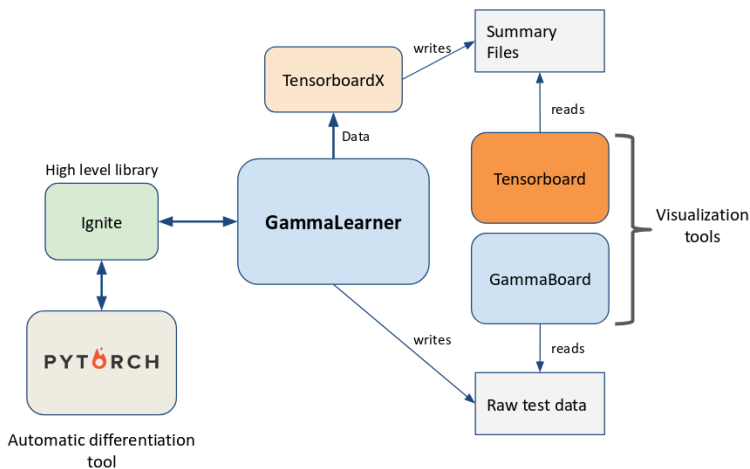 Summary
Files
writes
TensorboardX
Data
reads
High level library
Tensorboard
Ignite
GammaLearner
Visualization
tools
GammaBoard
writes
reads
PYTORCH
Raw test data
Automatic differentiation
tool